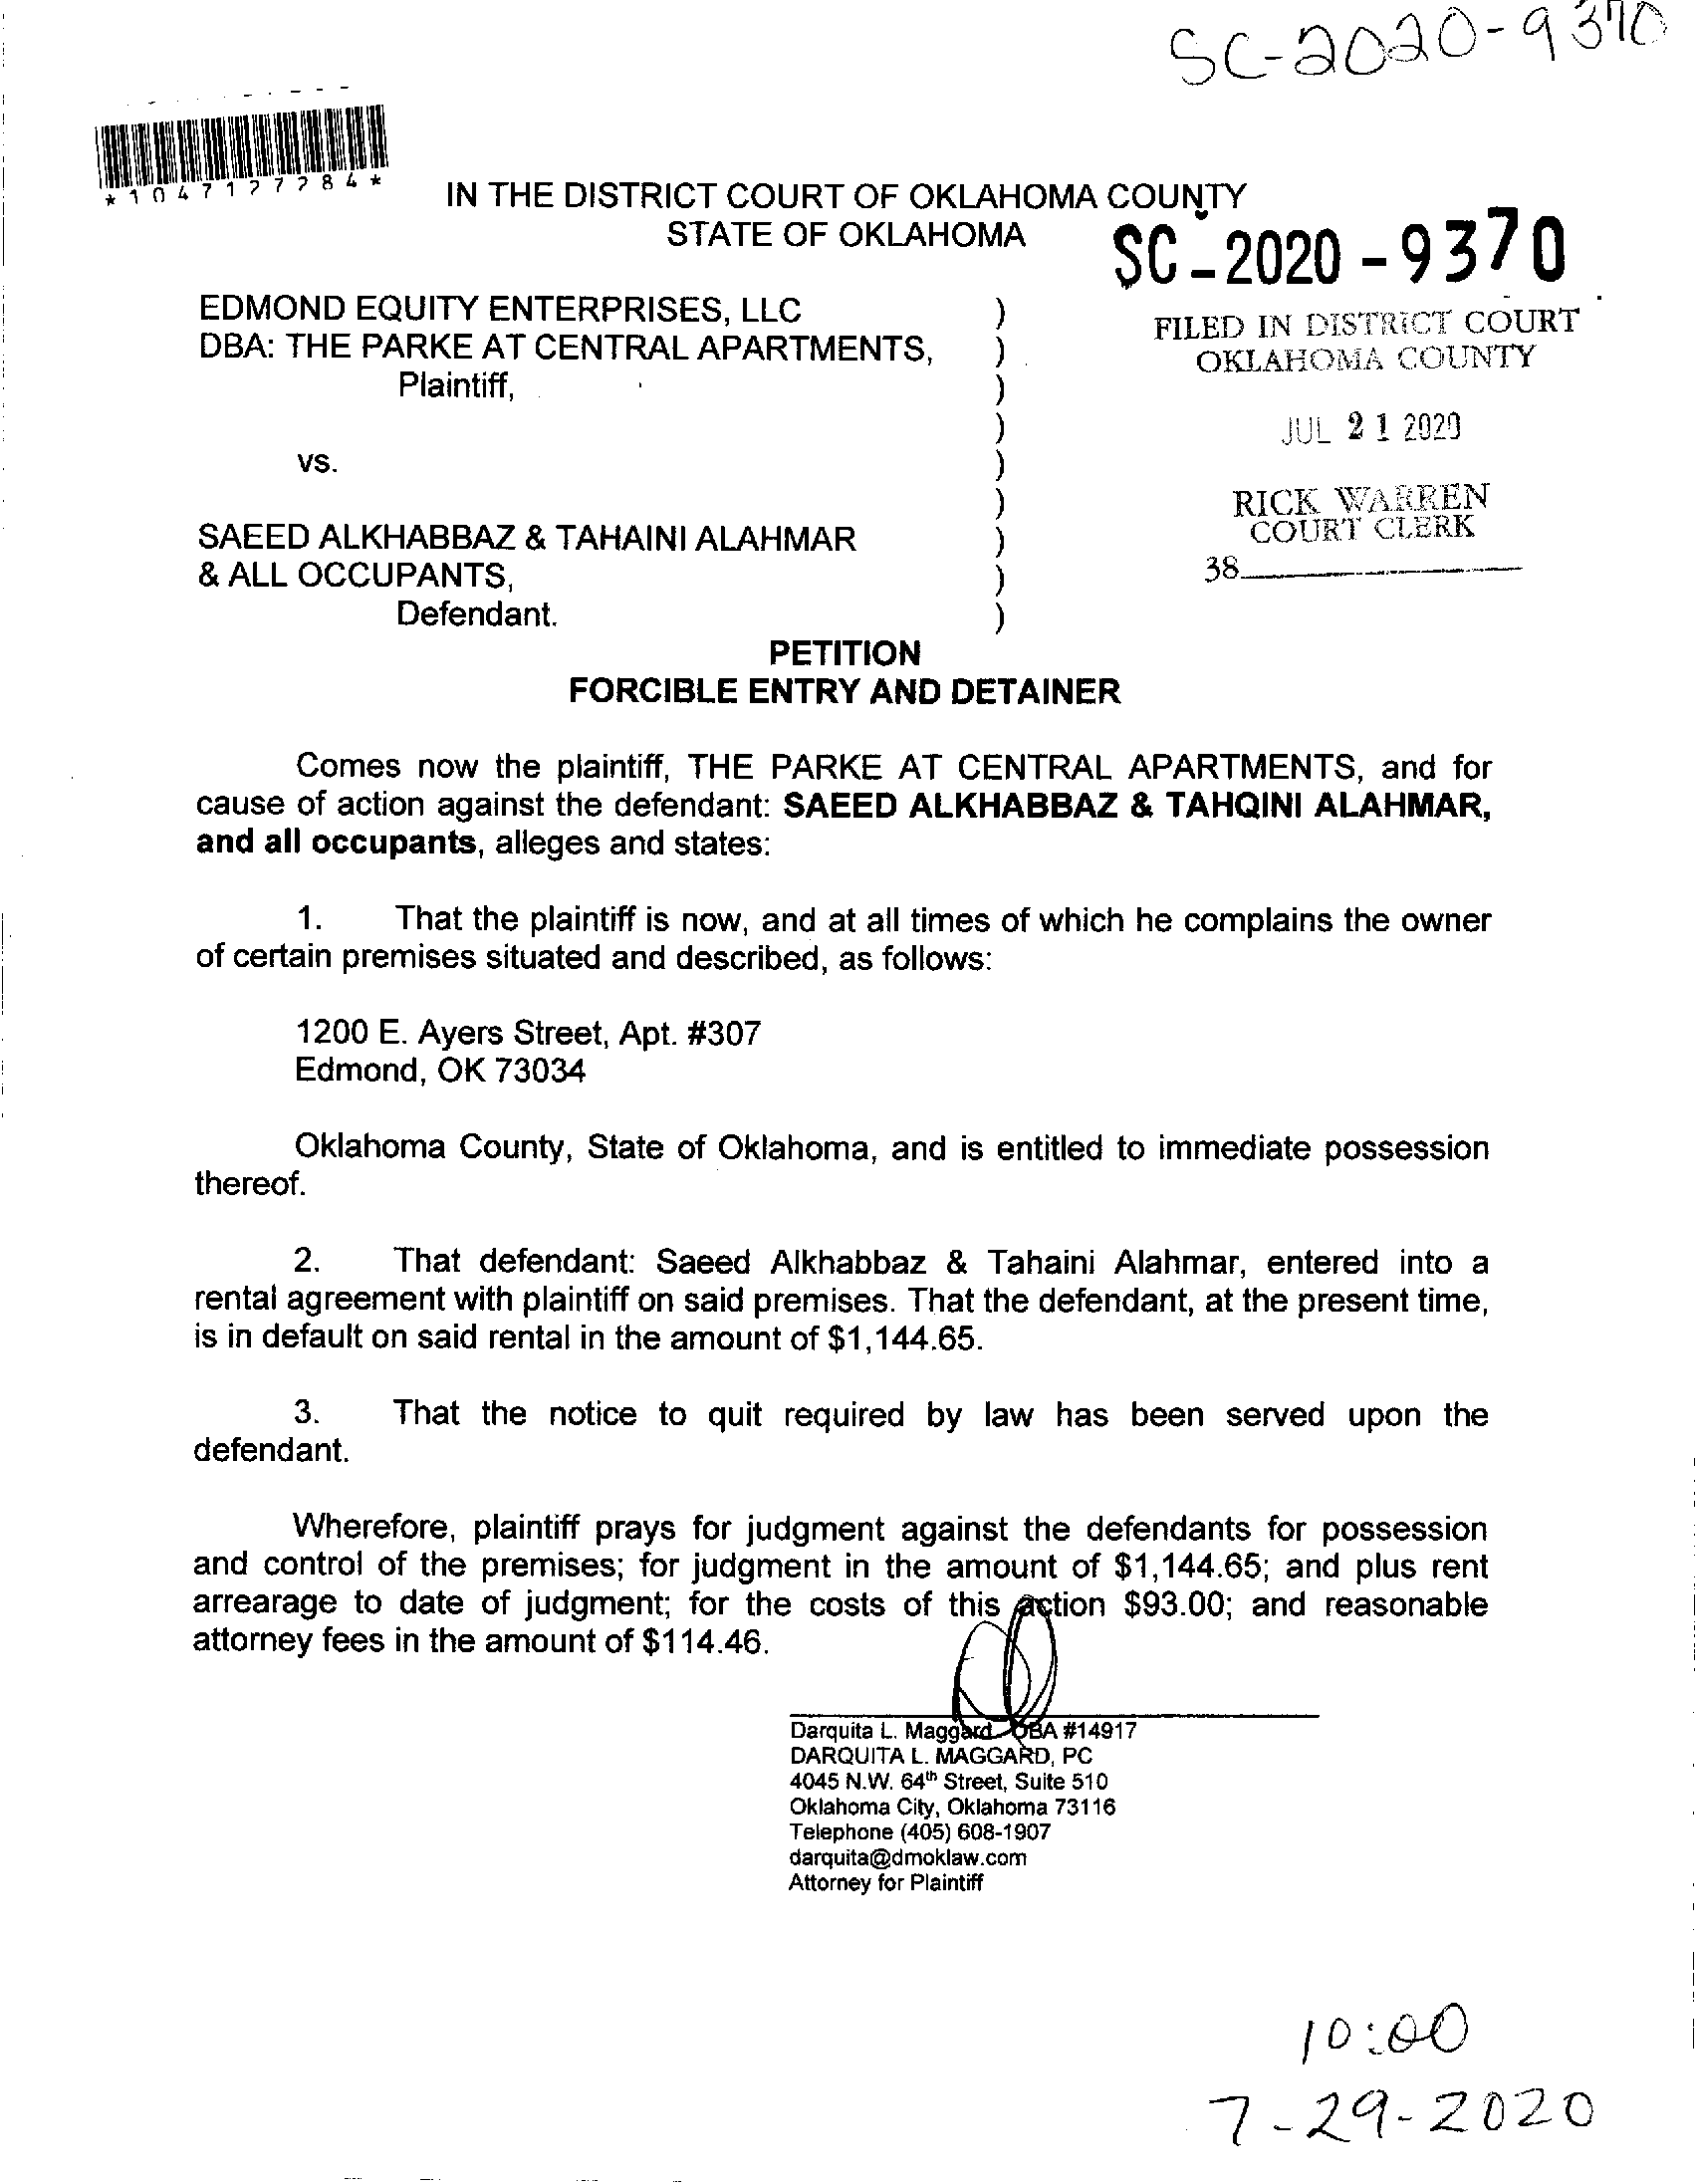 SC-2020-9370
*1047127284*
IN THE DISTRICT COURT OF OKLAHOMA COUNTY
STATE OF OKLAHOMA
SC-2020-9370
EDMOND EQUITY ENTERPRISES, LLC )
DBA: THE PARKE AT CENTRAL APARTMENTS, )
Plaintiff, )
)
vs. )
)
SAEED ALKHABBAZ & TAHAINI ALAHMAR )
& ALL OCCUPANTS, )
Defendant. )
FILED IN DISTRICT COURT
OKLAHOMA COUNTY
JUL 21 2020
RICK WARREN
COURT CLERK
38
PETITION
FORCIBLE ENTRY AND DETAINER
Comes now the plaintiff, THE PARKE AT CENTRAL APARTMENTS, and for
cause of action against the defendant: SAEED ALKHABBAZ & TAHQINI ALAHMAR,
and all occupants, alleges and states:
1. That the plaintiff is now, and at all times of which he complains the owner
of certain premises situated and described, as follows:
1200 E. Ayers Street, Apt. #307
Edmond, OK 73034
Oklahoma County, State of Oklahoma, and is entitled to immediate possession
thereof.
2. That defendant: Saeed Alkhabbaz & Tahaini Alahmar, entered into a
rental agreement with plaintiff on said premises. That the defendant, at the present time,
is in default on said rental in the amount of $1,144.65.
3. That the notice to quit required by law has been served upon the
defendant.
Wherefore, plaintiff prays for judgment against the defendants for possession
and control of the premises; for judgment in the amount of $1,144.65; and plus rent
arrearage to date of judgment; for the costs of this action $93.00; and reasonable
attorney fees in the amount of $114.46.
Darquita L. Maggard OBA #14917
DARQUITA L. MAGGARD, PC
4045 N.W. 64th Street, Suite 510
Oklahoma City, Oklahoma 73116
Telephone (405) 608-1907
darquita@dmoklaw.com
Attorney for Plaintiff
10:00
7-29-2020